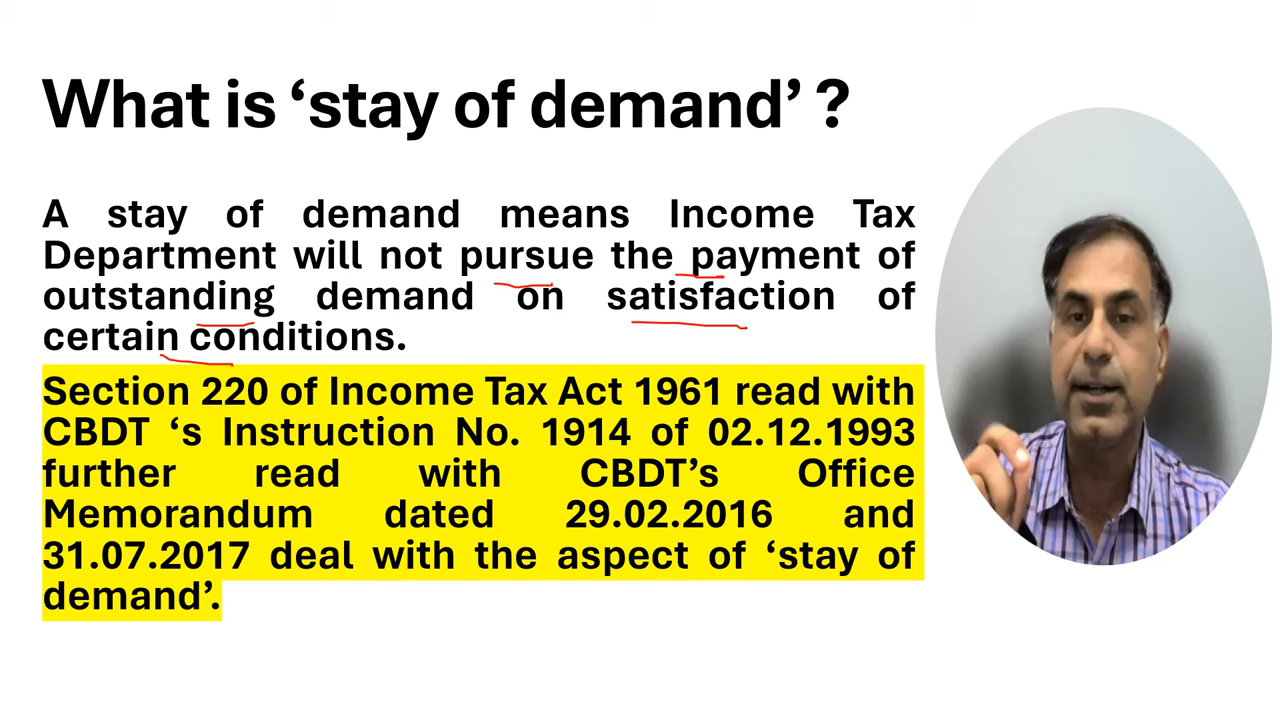 What is ‘stay of demand’ ?
A stay of demand means Income Tax
Department will not pursue the payment of
outstanding demand on satisfaction of
certain conditions.
Section 220 of Income Tax Act 1961 read with
CBDT ‘s Instruction No. 1914 of 02.12.1993
further read with CBDT’s Office
Memorandum dated 29.02.2016 and
31.07.2017 deal with the aspect of ‘stay of
demand’.